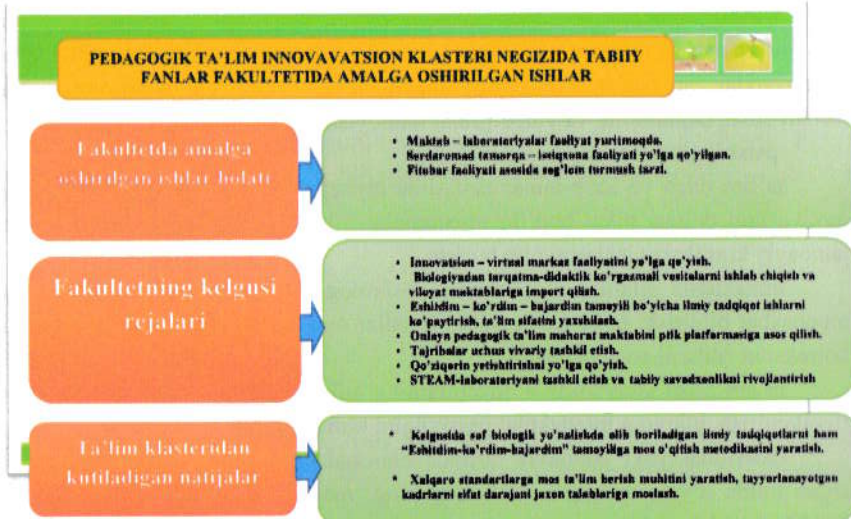 PEDAGOGIK TA'LIM INNOVAVATSION KLASTERI NEGIZIDA TABIIY
FANLAR FAKULTETIDA AMALGA OSHIRILGAN ISHLAR
Fakultetda amalga
oshirilgan ishlar holati
• Maktab – laboratoriyalar faoliyat yuritmoqda.
• Serdaromad tamorqa – issiqxona faoliyati yo'lga qo'yilgan.
• Fitobar faoliyati asosida sog'lom turmush tarzi.
Fakultetning kelgusi
rejalari
• Innovatsion – virtual markaz faoliyatini yo'lga qo'yish.
• Biologiyadan tarqatma-didaktik ko'rgazmali vositalarni ishlab chiqish va
viloyat maktablariga import qilish.
• Eshitdim – ko'rdim – bajardim tamoyili bo'yicha ilmiy tadqiqot ishlarni
ko'paytirish, ta'lim sifatini yaxshilash.
• Onlayn pedagogik ta'lim mahorat maktabini ptik platformasiga asos qilish.
• Tajribalar uchun vivariy tashkil etish.
• Qo'ziqorin yetishtirishni yo'lga qo'yish.
• STEAM-laboratoriyani tashkil etish va tabiiy savodxonlikni rivojlantirish
Ta'lim klasteridan
kutiladigan natijalar
* Kelgusida sof biologik yo'nalishda olib boriladigan ilmiy tadqiqotlarni ham
"Eshitdim-ko'rdim-bajardim" tamoyiliga mos o'qitish metodikasini yaratish.
* Xalqaro standartlarga mos ta'lim berish muhitini yaratish, tayyorlanayotgan
kadrlarni sifat darajasi jaxon talablariga moslash.